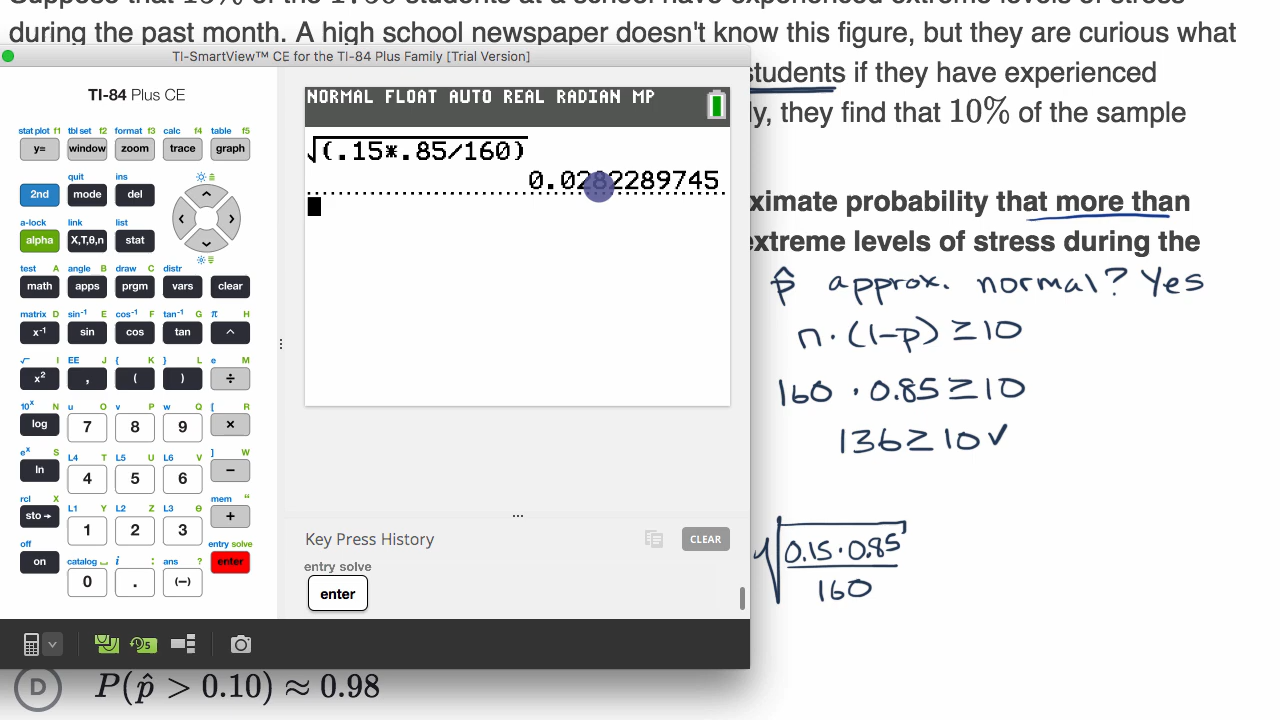 during the past month. A high school newspaper doesn't know this figure, but they are curious what
TI-SmartView™ CE for the TI-84 Plus Family [Trial Version]
students if they have experienced
they find that 10% of the sample
TI-84 Plus CE
NORMAL FLOAT AUTO REAL RADIAN MP
√(.15*.85/160)
0.0282289745
probability that more than
extreme levels of stress during the
p̂ approx. normal? Yes
n · (1-p) ≥ 10
160 · 0.85 ≥ 10
136 ≥ 10 ✓
√0.15 · 0.85
160
stat plot f1 tbl set f2 format f3 calc f4 table f5
y= window zoom trace graph
quit ins
2nd mode del
a-lock link list
alpha X,T,θ,n stat
test A angle B draw C distr
math apps prgm vars clear
matrix D sin⁻¹ E cos⁻¹ F tan⁻¹ G π H
x⁻¹ sin cos tan ^
√ I EE J { K } L e M
x² , ( ) ÷
10ˣ N u O v P w Q [ R
log 7 8 9 ×
eˣ S L4 T L5 U L6 V ] W
ln 4 5 6 −
rcl X L1 Y L2 Z L3 θ mem "
sto→ 1 2 3 +
off catalog ⎵ i : ans ? entry solve
on 0 . (−) enter
Key Press History
CLEAR
entry solve
enter
D P(p̂ > 0.10) ≈ 0.98